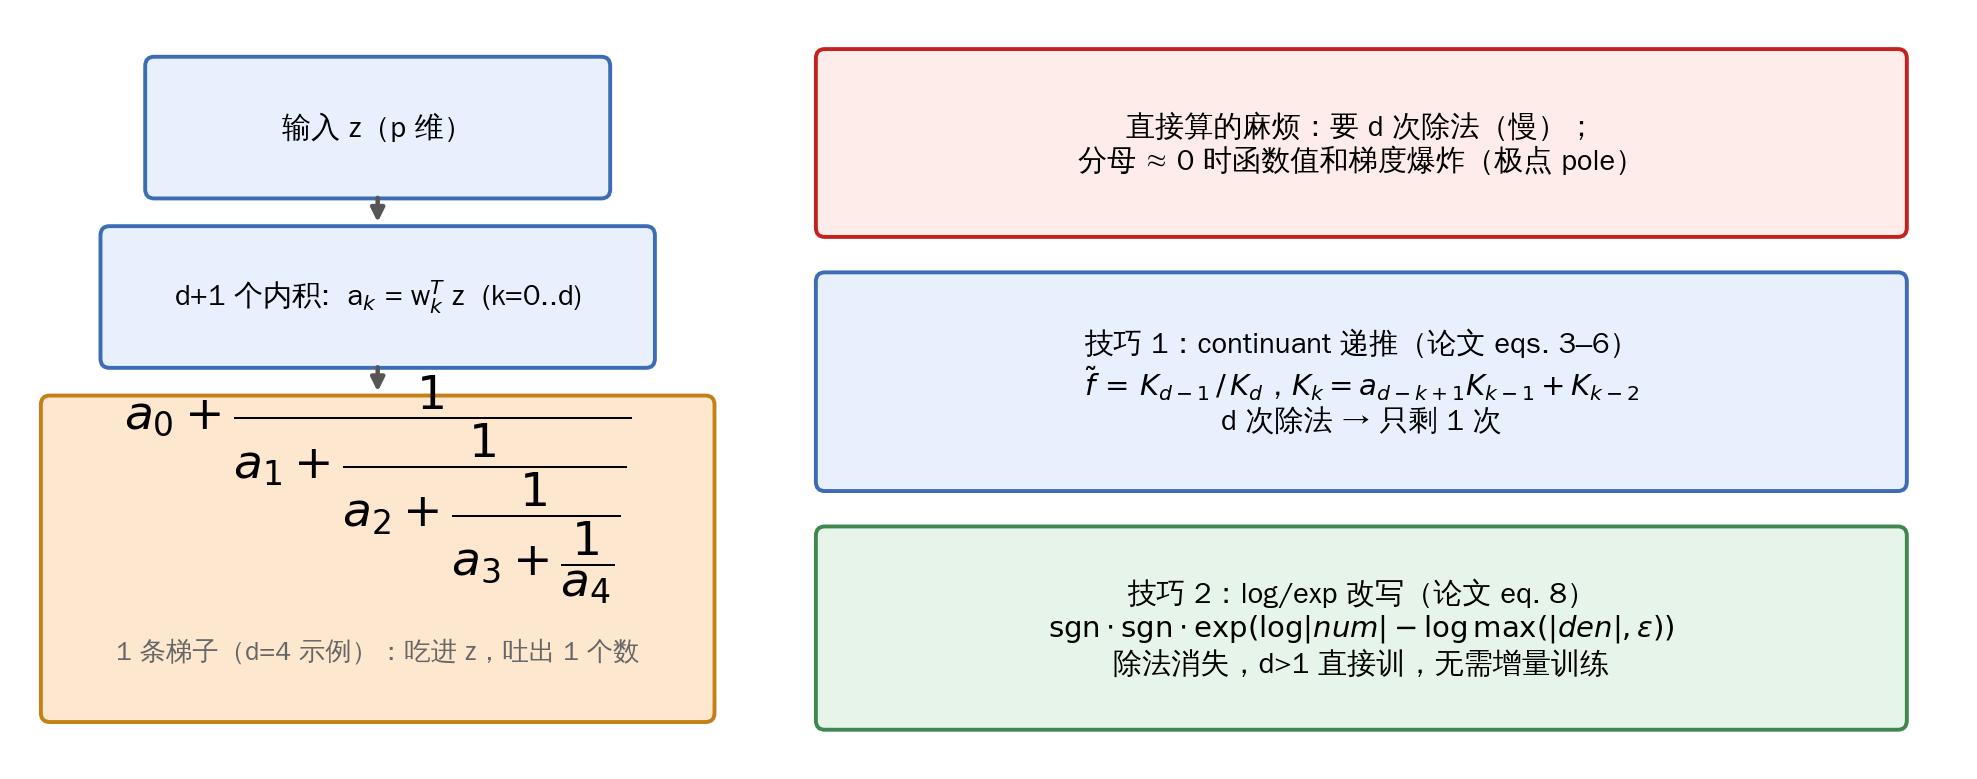 输入 z（p 维）
d+1 个内积:  a_k = w_k^T z  (k=0..d)
a_0 + \frac{1}{a_1 + \frac{1}{a_2 + \frac{1}{a_3 + \frac{1}{a_4}}}}
1 条梯子（d=4 示例）：吃进 z，吐出 1 个数
直接算的麻烦：要 d 次除法（慢）；
分母 ≈ 0 时函数值和梯度爆炸（极点 pole）
技巧 1：continuant 递推（论文 eqs. 3–6）
\tilde{f} = K_{d-1}/K_d，K_k = a_{d-k+1}K_{k-1} + K_{k-2}
d 次除法 → 只剩 1 次
技巧 2：log/exp 改写（论文 eq. 8）
sgn · sgn · exp(log|num| − log max(|den|, ε))
除法消失，d>1 直接训，无需增量训练